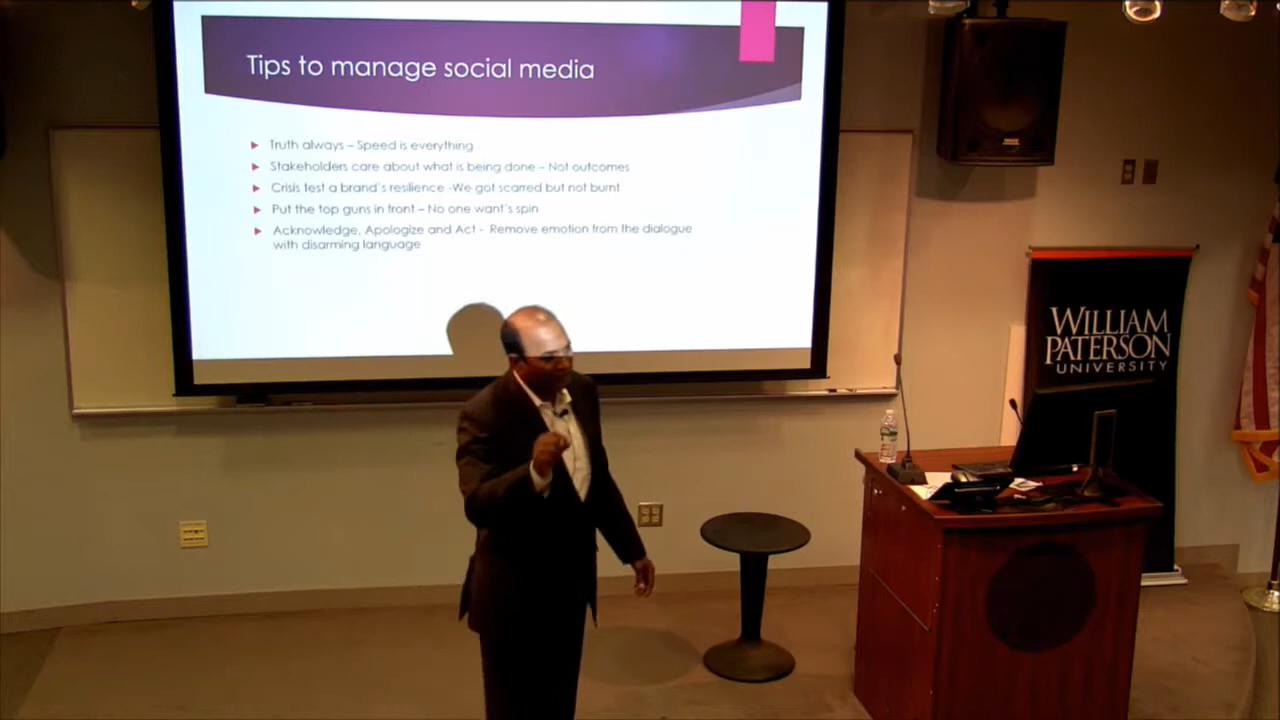 Tips to manage social media
Truth always – Speed is everything
Stakeholders care about what is being done – Not outcomes
Crisis test a brand's resilience -We got scarred but not burnt
Put the top guns in front – No one want's spin
Acknowledge, Apologize and Act - Remove emotion from the dialogue
with disarming language
WILLIAM
PATERSON
UNIVERSITY